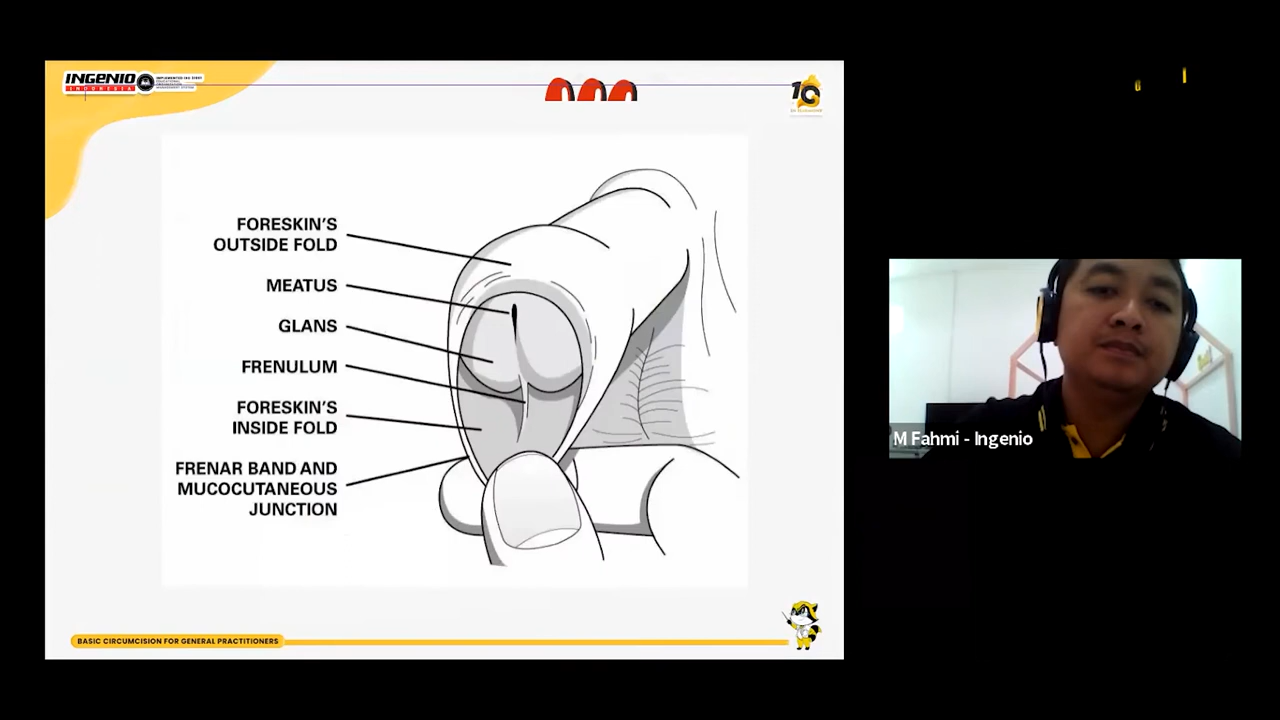 INGENIO
INDONESIA
10
FORESKIN'S
OUTSIDE FOLD
MEATUS
GLANS
FRENULUM
FORESKIN'S
INSIDE FOLD
FRENAR BAND AND
MUCOCUTANEOUS
JUNCTION
BASIC CIRCUMCISION FOR GENERAL PRACTITIONERS
M Fahmi - Ingenio